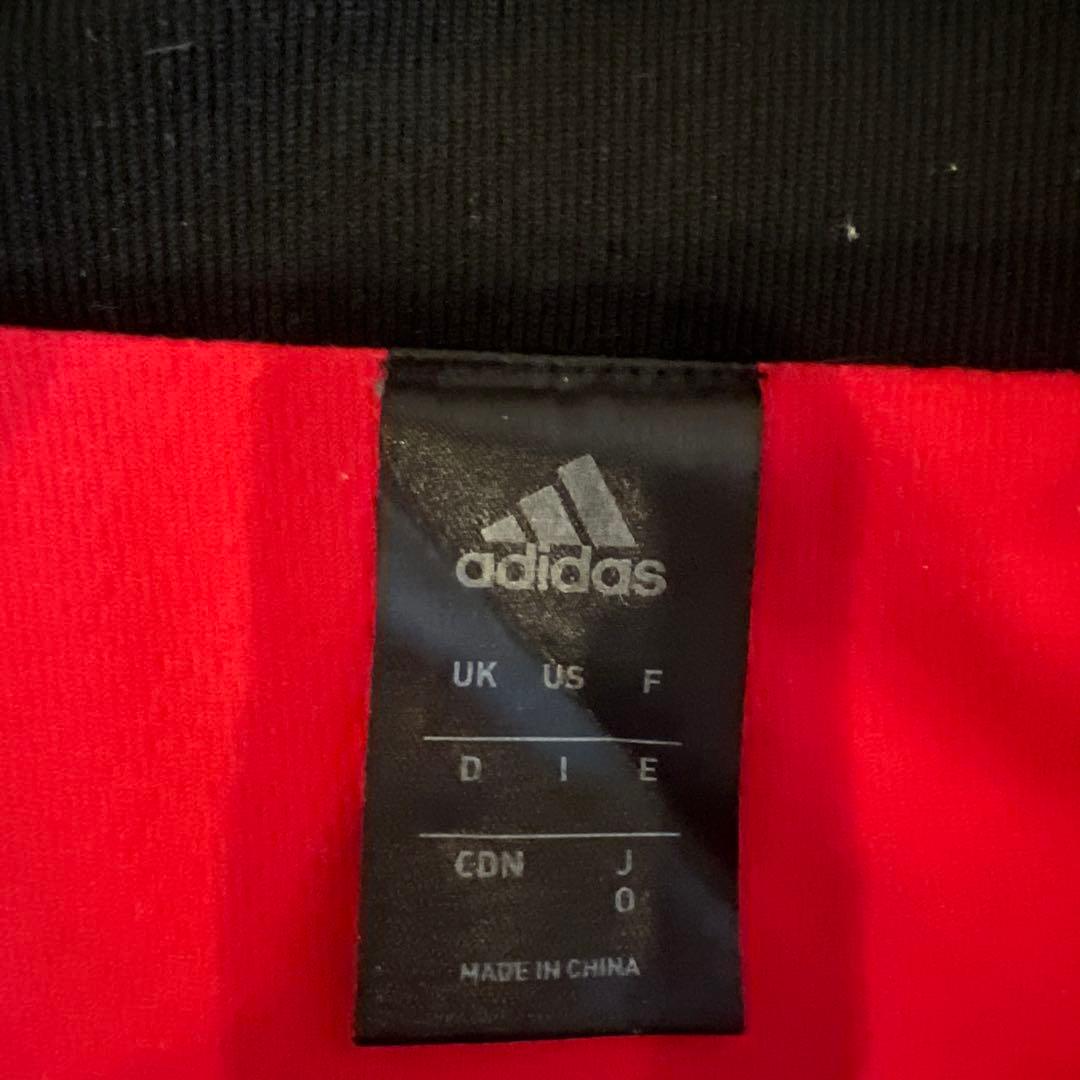 adidas
UK US F
D I E
CDN J
O
MADE IN CHINA